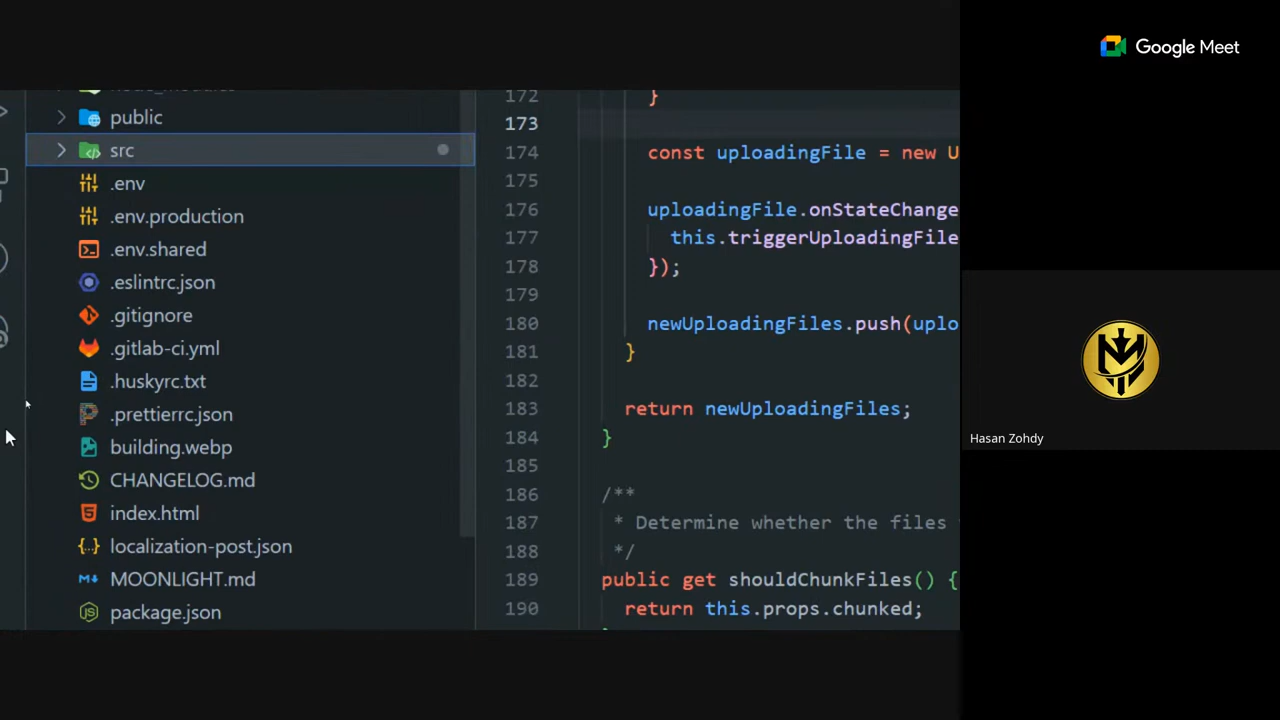 Google Meet
public
src
.env
.env.production
.env.shared
.eslintrc.json
.gitignore
.gitlab-ci.yml
.huskyrc.txt
.prettierrc.json
building.webp
CHANGELOG.md
index.html
localization-post.json
MOONLIGHT.md
package.json
172 }
173
174 const uploadingFile = new U
175
176 uploadingFile.onStateChange
177 this.triggerUploadingFile
178 });
179
180 newUploadingFiles.push(uplo
181 }
182
183 return newUploadingFiles;
184 }
185
186 /**
187 * Determine whether the files
188 */
189 public get shouldChunkFiles() {
190 return this.props.chunked;
Hasan Zohdy